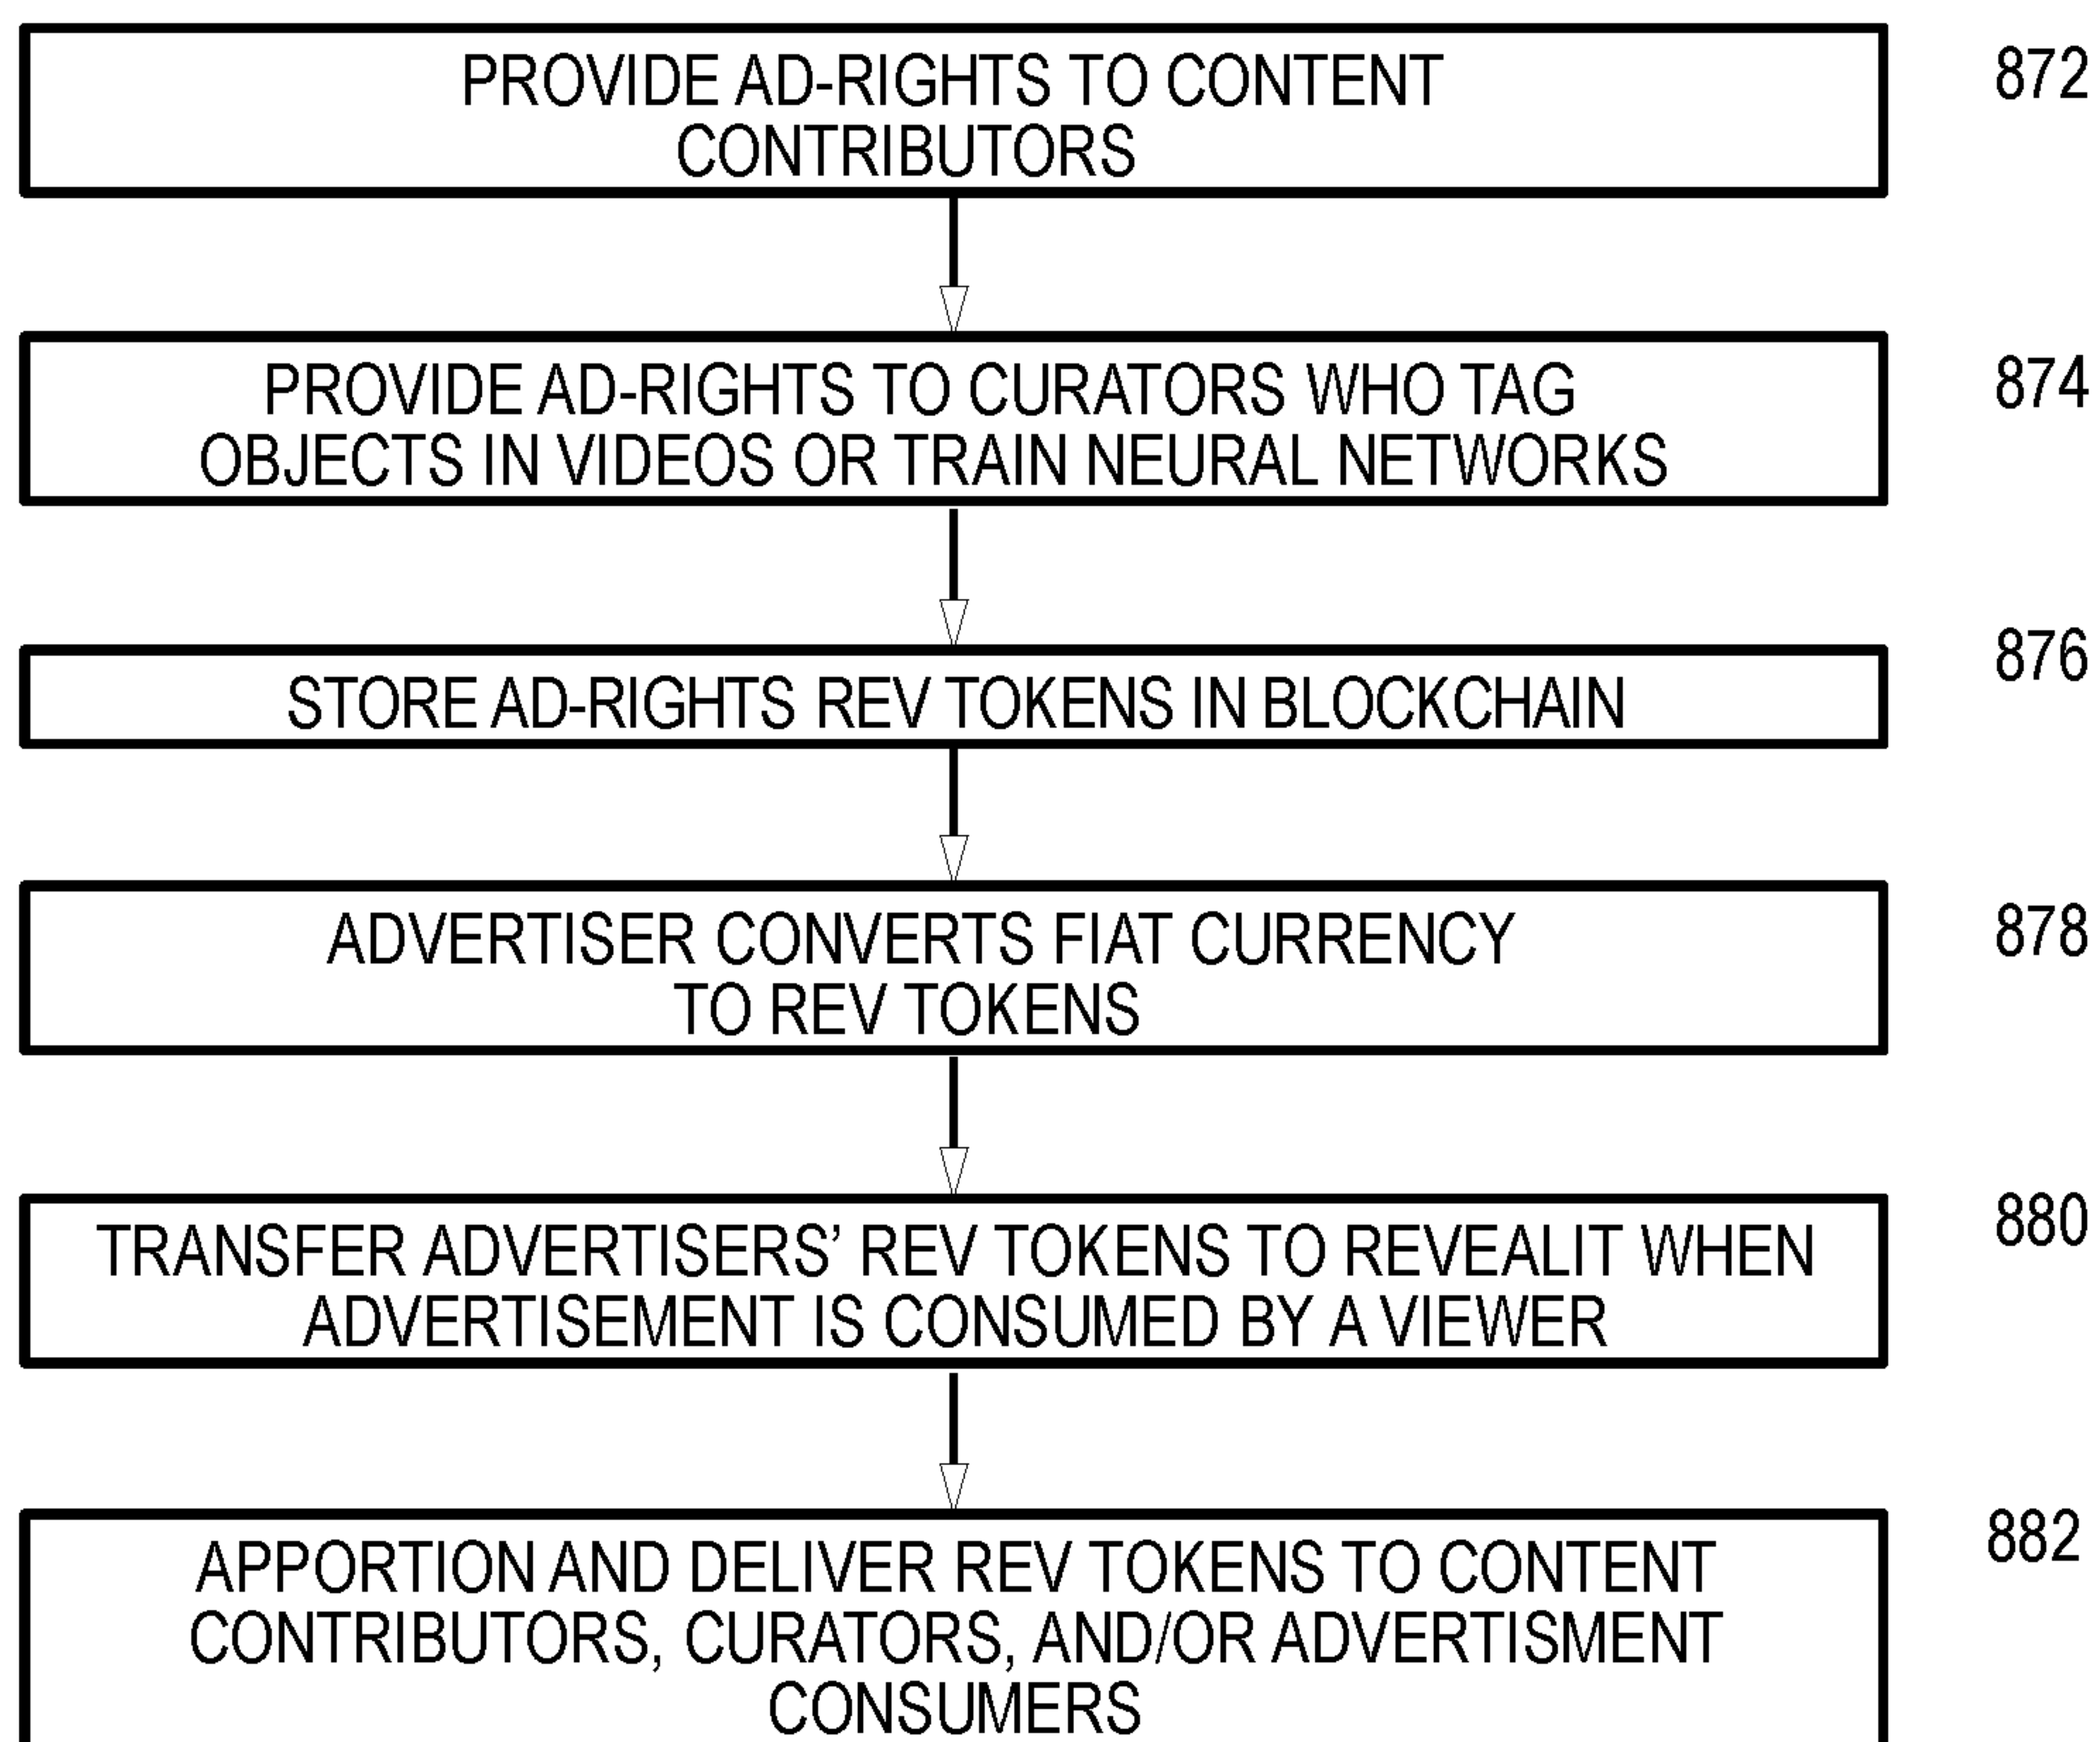 PROVIDE AD-RIGHTS TO CONTENT
CONTRIBUTORS
872
PROVIDE AD-RIGHTS TO CURATORS WHO TAG
OBJECTS IN VIDEOS OR TRAIN NEURAL NETWORKS
874
STORE AD-RIGHTS REV TOKENS IN BLOCKCHAIN
876
ADVERTISER CONVERTS FIAT CURRENCY
TO REV TOKENS
878
TRANSFER ADVERTISERS’ REV TOKENS TO REVEALIT WHEN
ADVERTISEMENT IS CONSUMED BY A VIEWER
880
APPORTION AND DELIVER REV TOKENS TO CONTENT
CONTRIBUTORS, CURATORS, AND/OR ADVERTISMENT
CONSUMERS
882